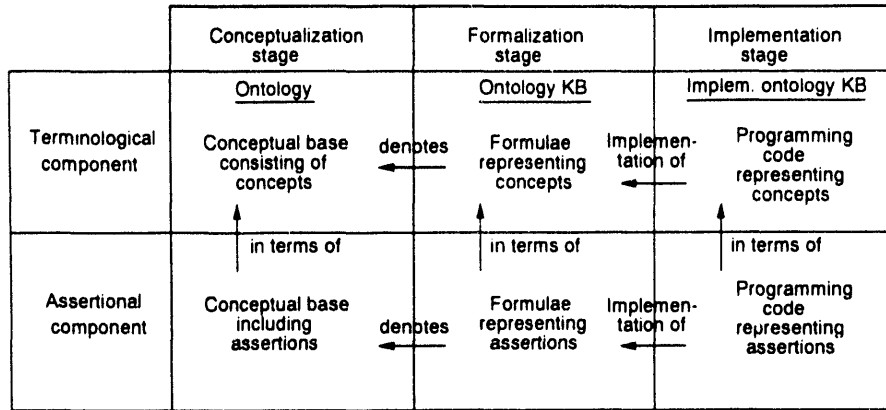 Conceptualization
stage
Formalization
stage
Implementation
stage
Terminological
component
Ontology
Conceptual base
consisting of
concepts
denotes
Ontology KB
Formulae
representing
concepts
Implemen-
tation of
Implem. ontology KB
Programming
code
representing
concepts
in terms of
in terms of
in terms of
Assertional
component
Conceptual base
including
assertions
denotes
Formulae
representing
assertions
Implemen-
tation of
Programming
code
representing
assertions